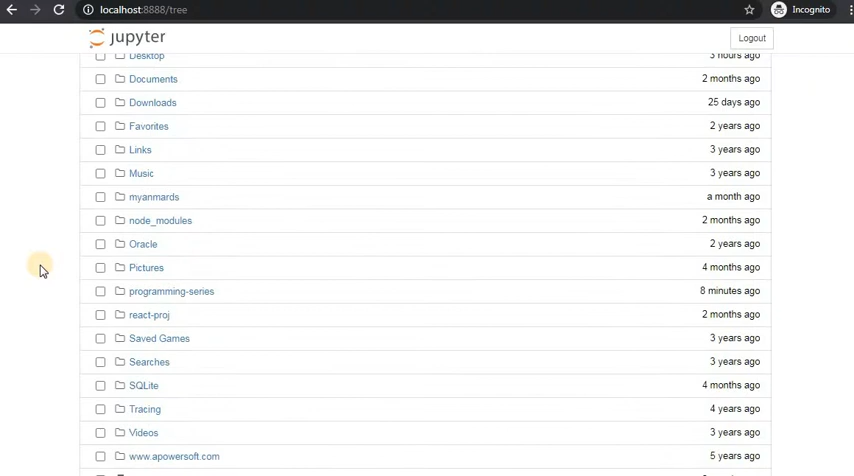 localhost:8888/tree
Incognito
jupyter
Logout
Desktop 3 hours ago
Documents 2 months ago
Downloads 25 days ago
Favorites 2 years ago
Links 3 years ago
Music 3 years ago
myanmards a month ago
node_modules 2 months ago
Oracle 2 years ago
Pictures 4 months ago
programming-series 8 minutes ago
react-proj 2 months ago
Saved Games 3 years ago
Searches 3 years ago
SQLite 4 months ago
Tracing 4 years ago
Videos 3 years ago
www.apowersoft.com 5 years ago